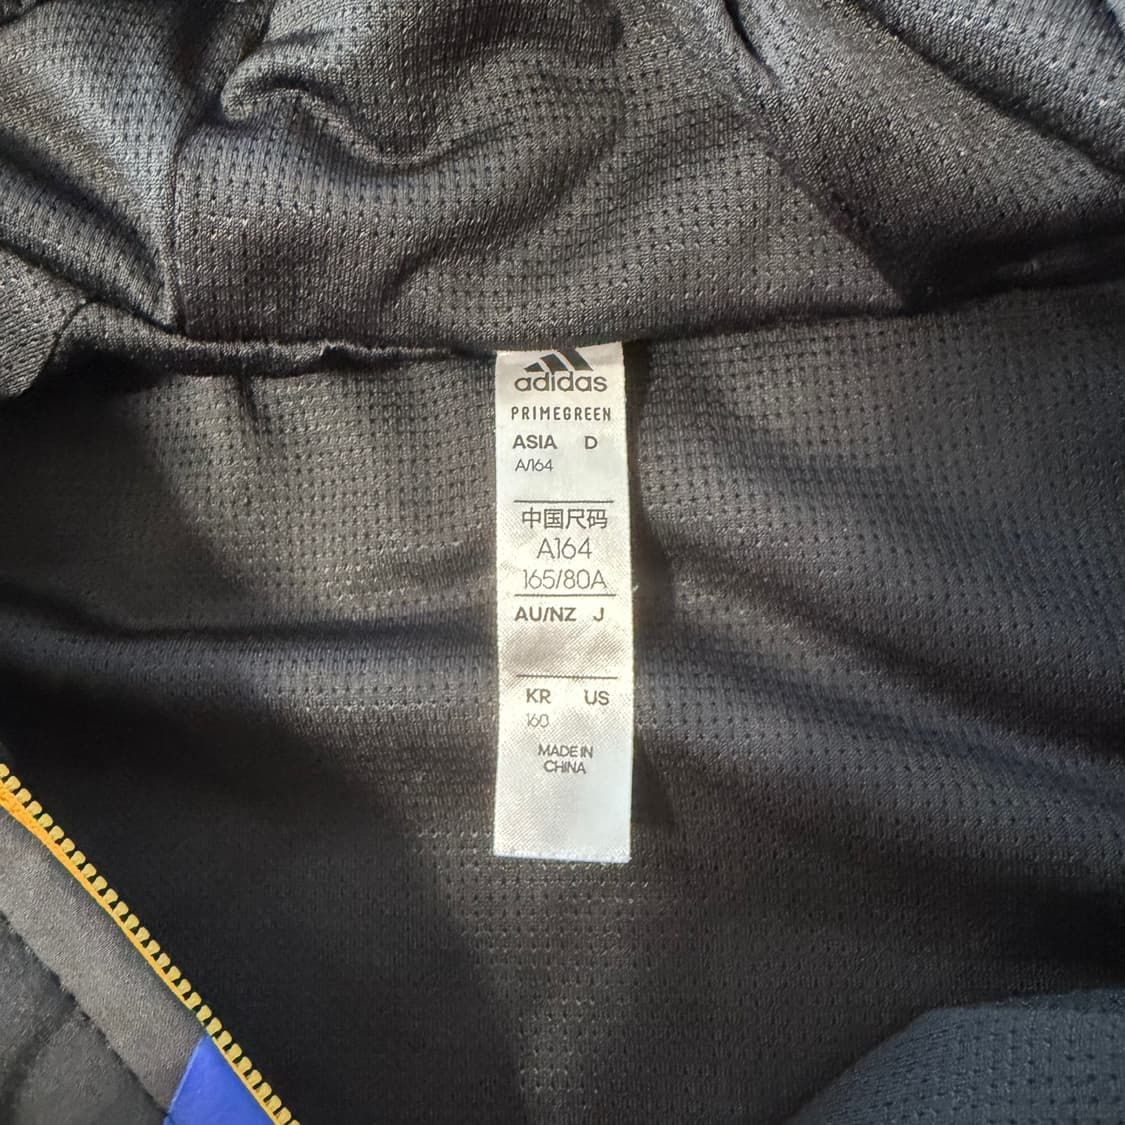 adidas
PRIMEGREEN
ASIA D
A/164
中国尺码
A164
165/80A
AU/NZ J
KR US
160
MADE IN
CHINA